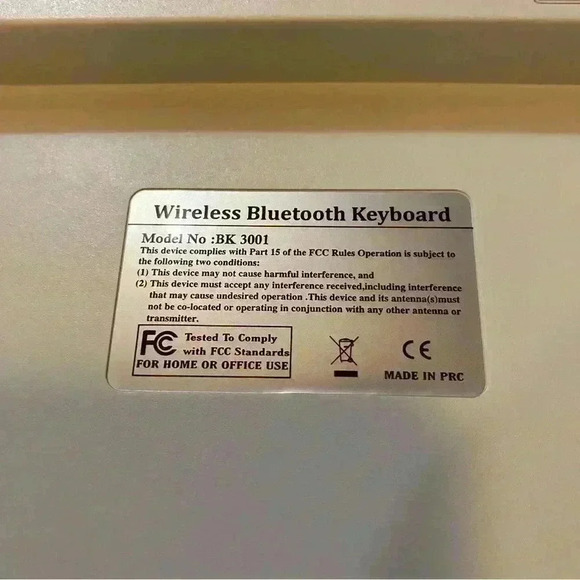 Wireless Bluetooth Keyboard
Model No :BK 3001
This device complies with Part 15 of the FCC Rules Operation is subject to
the following two conditions:
(1) This device may not cause harmful interference, and
(2) This device must accept any interference received,including interference
that may cause undesired operation .This device and its antenna(s)must
not be co-located or operating in conjunction with any other antenna or
transmitter.
FC Tested To Comply
with FCC Standards
FOR HOME OR OFFICE USE
CE
MADE IN PRC